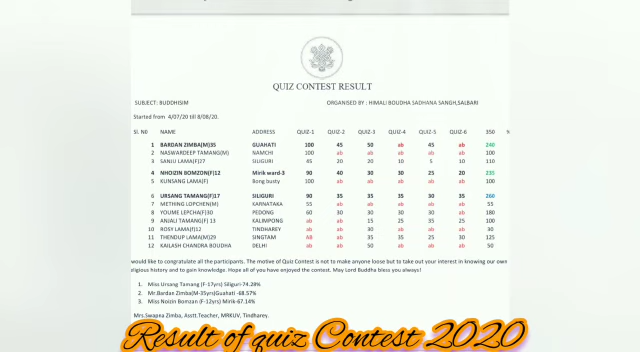 QUIZ CONTEST RESULT
SUBJECT: BUDDHISIM ORGANISED BY : HIMALI BOUDHA SADHANA SANGH,SALBARI
Started from 4/07/20 till 8/08/20.
Sl. N0 NAME ADDRESS QUIZ-1 QUIZ-2 QUIZ-3 QUIZ-4 QUIZ-5 QUIZ-6 350
1 BARDAN ZIMBA(M)35 GUAHATI 100 45 50 ab 45 ab 240
2 NASWARDEEP TAMANG(M) NAMCHI 100 ab ab ab ab ab 100
3 SANJU LAMA(F)27 SILIGURI 45 20 20 10 5 10 110
4 NHOIZIN BOMZON(F)12 Mirik ward-3 90 40 30 30 25 20 235
5 KUNSANG LAMA(F) Bong busty 100 ab ab ab ab ab 100
6 URSANG TAMANG(F)17 SILIGURI 90 35 35 35 30 35 260
7 METHING LOPCHEN(M) KARNATAKA 55 ab ab ab ab ab 55
8 YOUME LEPCHA(F)30 PEDONG 60 30 30 30 30 ab 180
9 ANJALI TAMANG(F) 13 KALIMPONG ab ab 15 25 35 25 100
10 ROSY LAMA(F)12 TINDHAREY ab ab 30 ab ab ab 30
11 THENDUP LAMA(M)29 SINGTAM AB ab 35 35 25 30 125
12 KAILASH CHANDRA BOUDHA DELHI ab ab 50 ab ab ab 50
would like to congratulate all the participants. The motive of Quiz Contest is not to make anyone loose but to take out your interest in knowing our own
eligious history and to gain knowledge. Hope all of you have enjoyed the contest. May Lord Buddha bless you always!
1. Miss Ursang Tamang (F-17yrs) Siliguri-74.28%
2. Mr.Bardan Zimba(M-35yrs)Guahati -68.57%
3. Miss Noizin Bomzan (F-12yrs) Mirik-67.14%
Mrs.Swapna Zimba, Asstt.Teacher, MRKUV, Tindharey.
Result of quiz Contest 2020